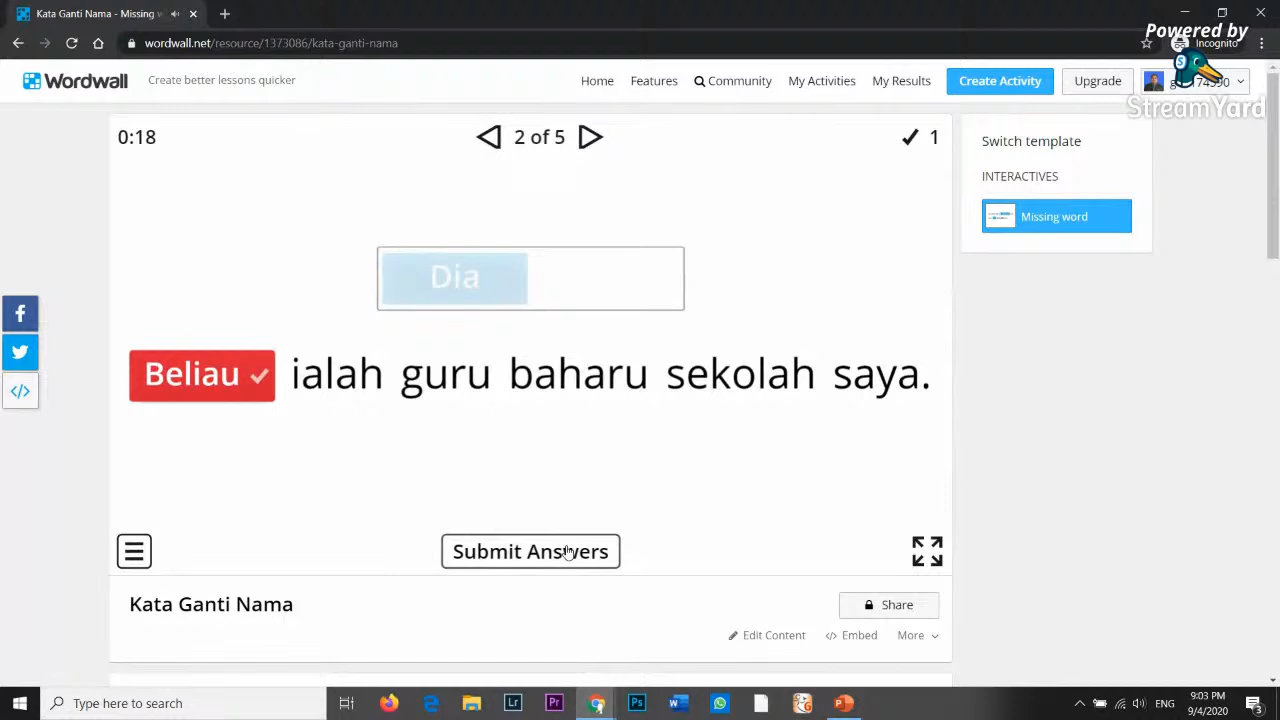 Kata Ganti Nama - Missing w
Powered by
wordwall.net/resource/1373086/kata-ganti-nama
Incognito
Wordwall
Create better lessons quicker
Home
Features
Community
My Activities
My Results
Create Activity
Upgrade
StreamYard
0:18
2 of 5
1
Switch template
INTERACTIVES
Missing word
Dia
Beliau ialah guru baharu sekolah saya.
Submit Answers
Kata Ganti Nama
Share
Edit Content
Embed
More
Type here to search
ENG
9:03 PM
9/4/2020
3